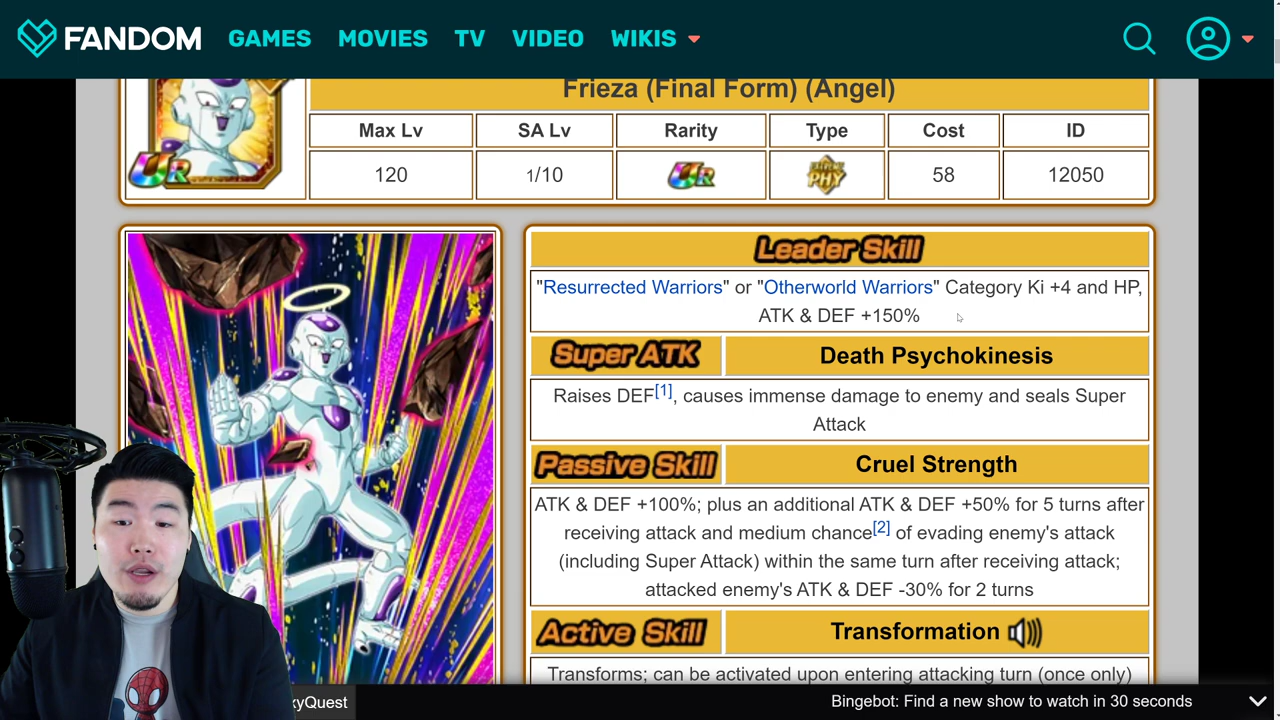 FANDOM GAMES MOVIES TV VIDEO WIKIS
Frieza (Final Form) (Angel)
Max Lv SA Lv Rarity Type Cost ID
UR 120 1/10 UR EXTREME PHY 58 12050
Leader Skill
"Resurrected Warriors" or "Otherworld Warriors" Category Ki +4 and HP,
ATK & DEF +150%
Super ATK Death Psychokinesis
Raises DEF[1], causes immense damage to enemy and seals Super
Attack
Passive Skill Cruel Strength
ATK & DEF +100%; plus an additional ATK & DEF +50% for 5 turns after
receiving attack and medium chance[2] of evading enemy's attack
(including Super Attack) within the same turn after receiving attack;
attacked enemy's ATK & DEF -30% for 2 turns
Active Skill Transformation
Transforms; can be activated upon entering attacking turn (once only)
xyQuest Bingebot: Find a new show to watch in 30 seconds